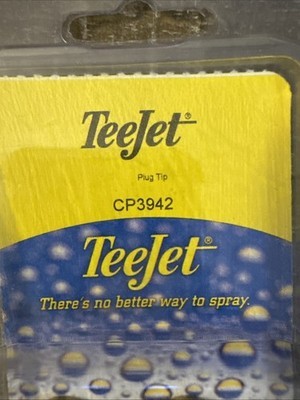 TeeJet®
Plug Tip
CP3942
TeeJet®
There's no better way to spray.